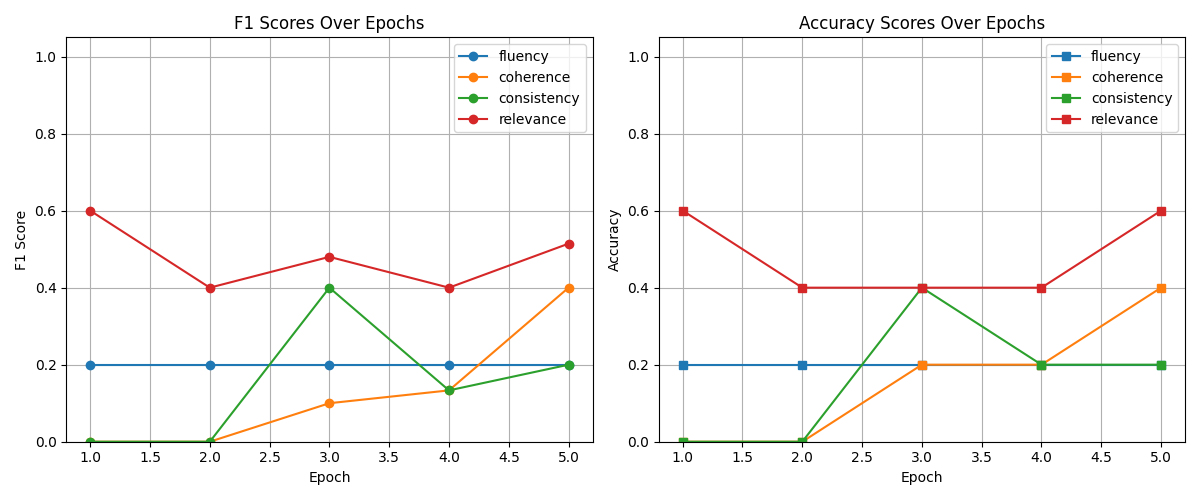 F1 Scores Over Epochs
F1 Score
1.0
0.8
0.6
0.4
0.2
0.0
1.0 1.5 2.0 2.5 3.0 3.5 4.0 4.5 5.0
Epoch
fluency
coherence
consistency
relevance
Accuracy Scores Over Epochs
Accuracy
1.0
0.8
0.6
0.4
0.2
0.0
1.0 1.5 2.0 2.5 3.0 3.5 4.0 4.5 5.0
Epoch
fluency
coherence
consistency
relevance